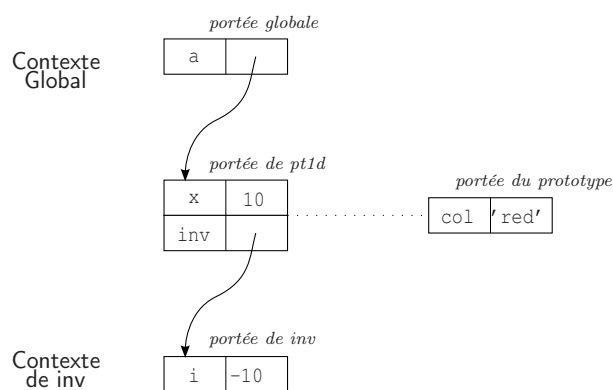 portée globale
Contexte
Global
a
portée de pt1d
x 10
inv
portée du prototype
col 'red'
portée de inv
Contexte
de inv
i -10